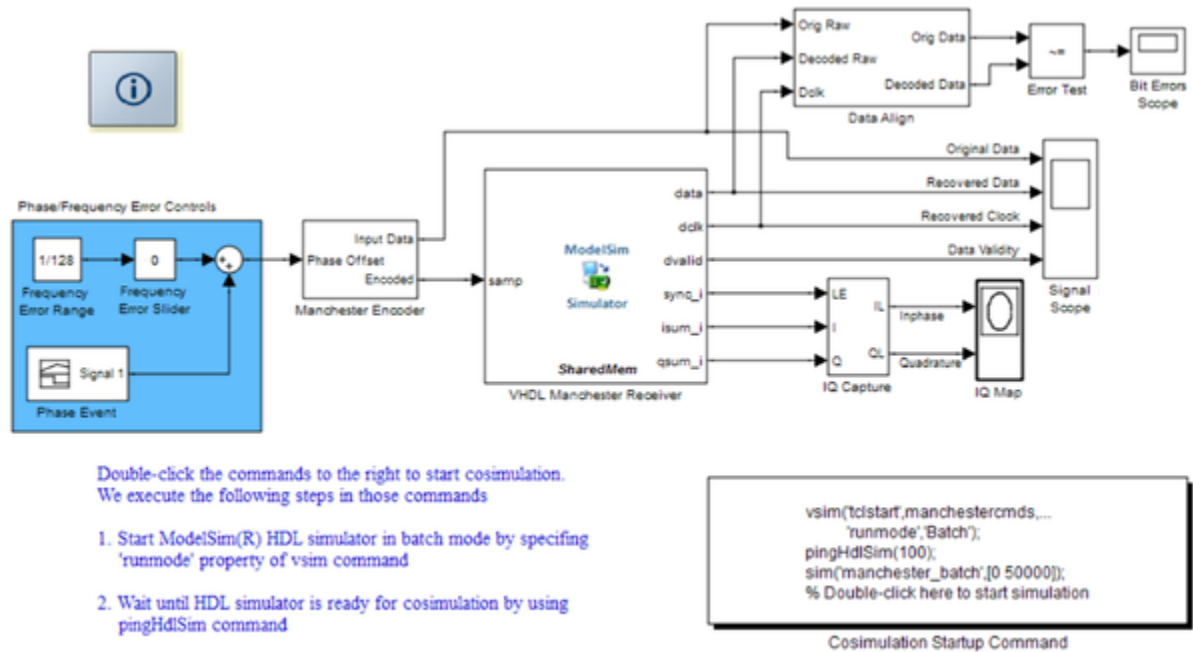 Orig Raw
Orig Data
Decoded Raw
Decoded Data
Dclk
Data Align
~=
Error Test
Bit Errors
Scope
Original Data
Recovered Data
Recovered Clock
Data Validity
Signal
Scope
Phase/Frequency Error Controls
1/128
Frequency
Error Range
0
Frequency
Error Slider
++
Signal 1
Phase Event
Input Data
Phase Offset
Encoded
Manchester Encoder
samp
ModelSim
Simulator
SharedMem
data
dclk
dvalid
sync_i
isum_i
qsum_i
VHDL Manchester Receiver
LE
I
Q
IL
QL
IQ Capture
Inphase
Quadrature
IQ Map
Double-click the commands to the right to start cosimulation.
We execute the following steps in those commands
1. Start ModelSim(R) HDL simulator in batch mode by specifing
'runmode' property of vsim command
2. Wait until HDL simulator is ready for cosimulation by using
pingHdlSim command
vsim('tclstart',manchestercmds,...
'runmode','Batch');
pingHdlSim(100);
sim('manchester_batch',[0 50000]);
% Double-click here to start simulation
Cosimulation Startup Command